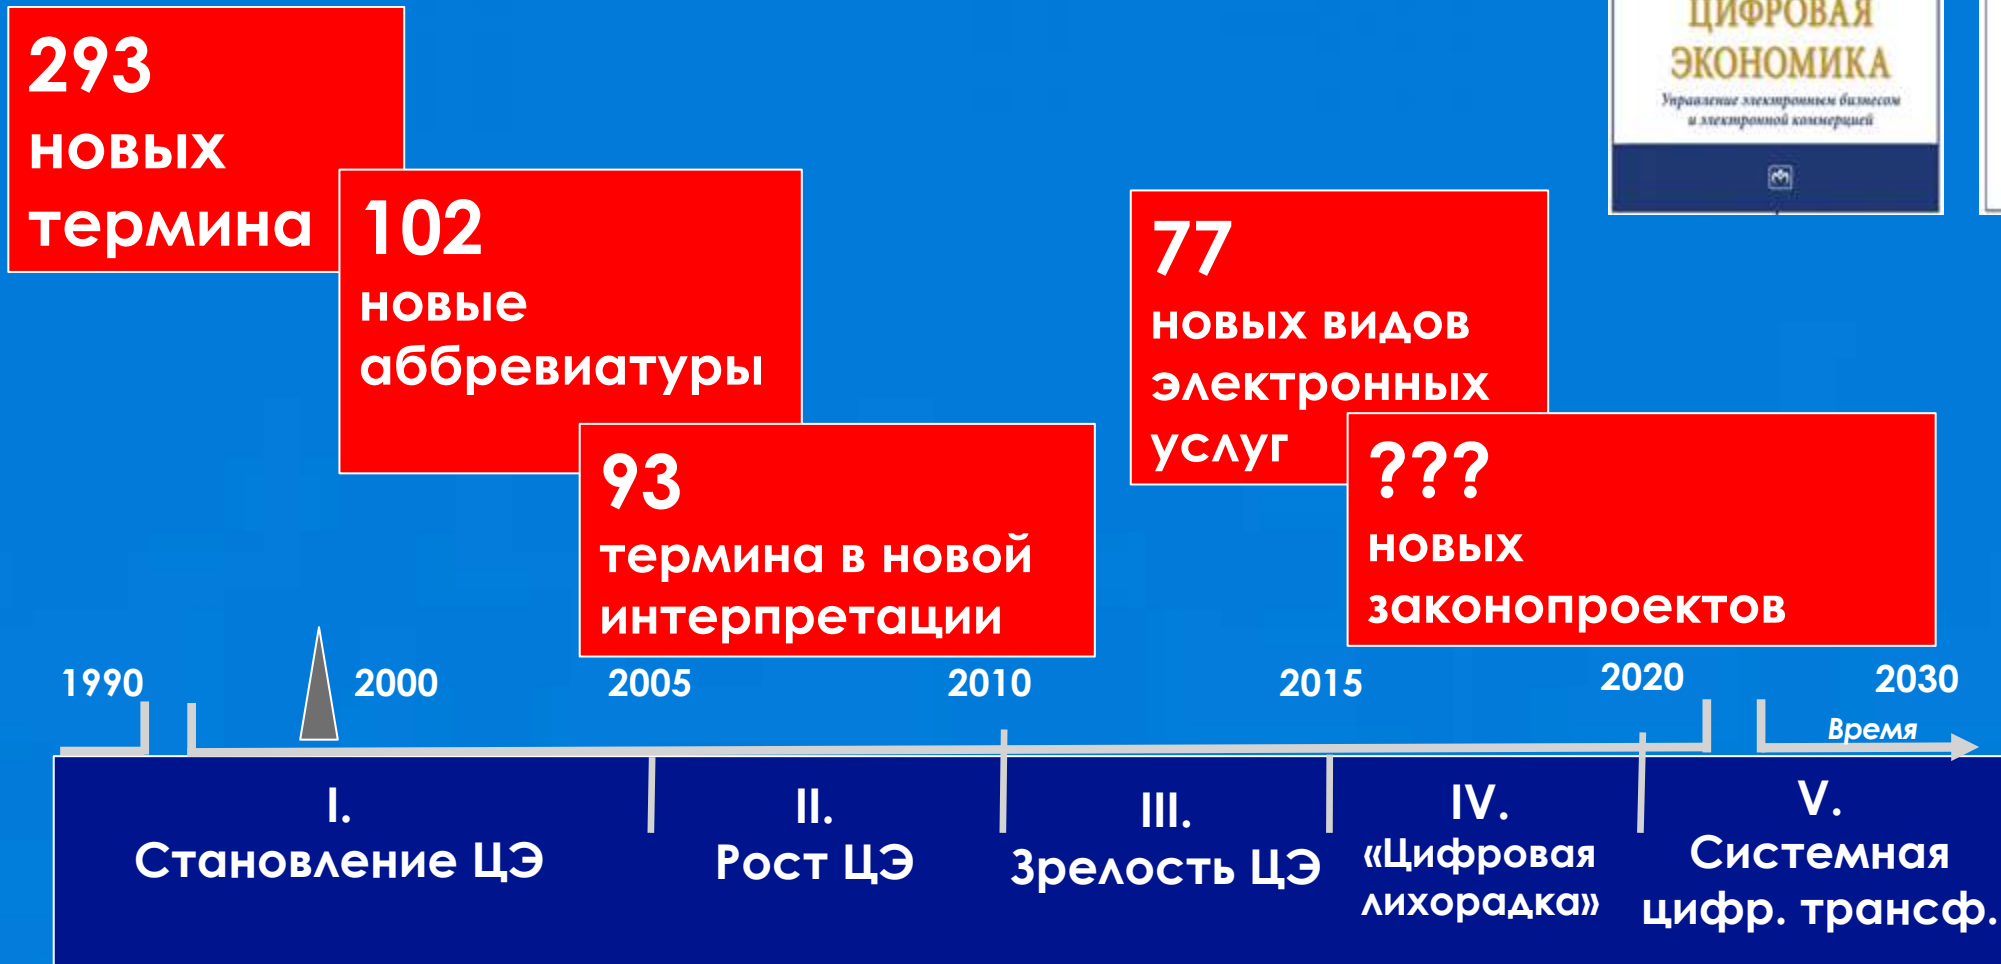 ЦИФРОВАЯ
ЭКОНОМИКА
Управление электронным бизнесом
и электронной коммерцией
293
новых
термина
102
новые
аббревиатуры
93
термина в новой
интерпретации
77
новых видов
электронных
услуг
???
новых
законопроектов
1990
2000
2005
2010
2015
2020
2030
Время
I.
Становление ЦЭ
II.
Рост ЦЭ
III.
Зрелость ЦЭ
IV.
«Цифровая
лихорадка»
V.
Системная
цифр. трансф.